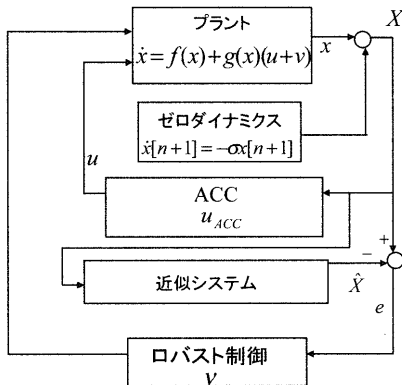 プラント
ẋ = f(x)+g(x)(u+v)
x
X
ゼロダイナミクス
ẋ[n+1]=−σx[n+1]
u
ACC
u_ACC
+
−
近似システム
X̂
e
ロバスト制御
v